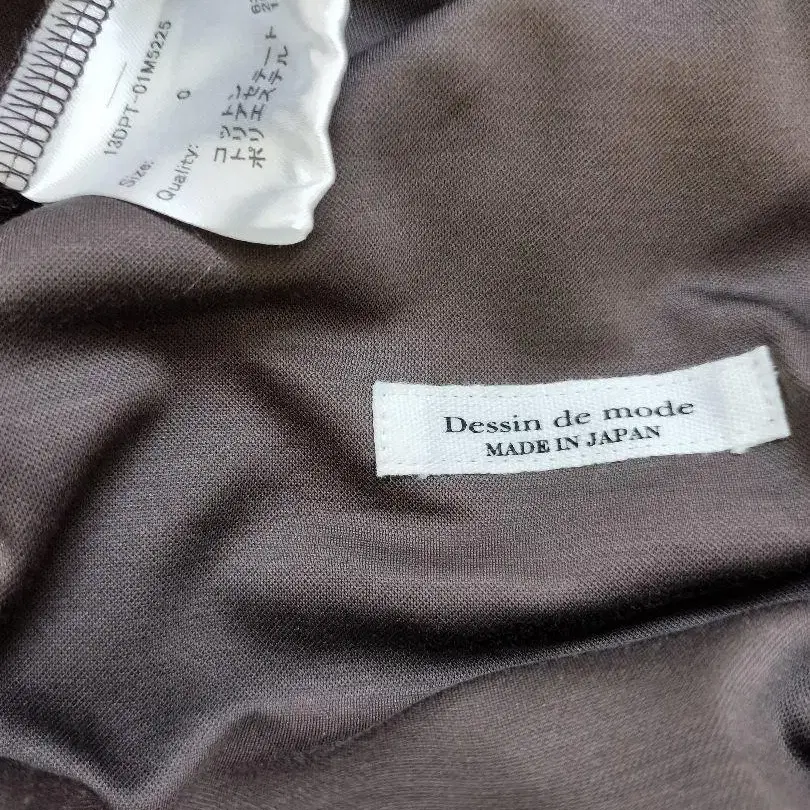 13DPT-01M5225
Size: 0
Quality:
コットン
トリアセテート
ポリエステル
Dessin de mode
MADE IN JAPAN